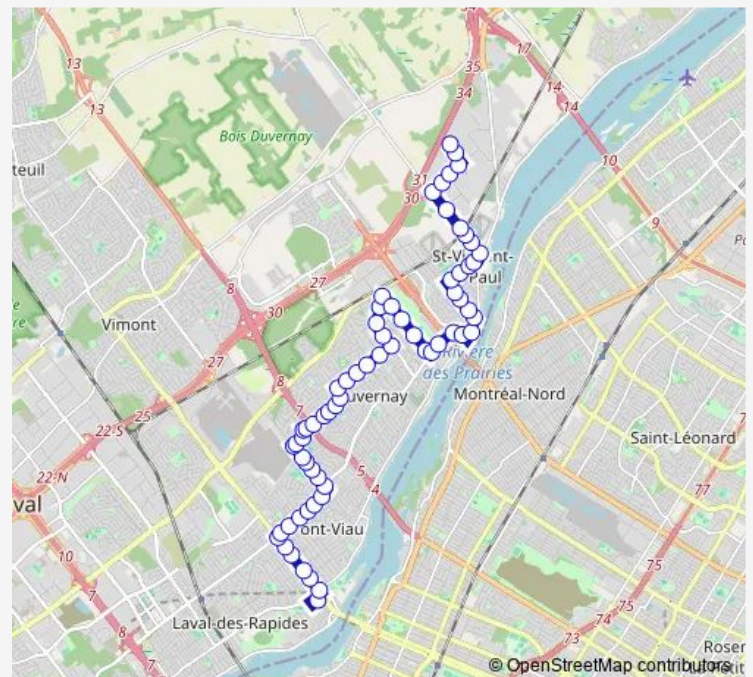 34
17
13
35
14
14
34
13
Bois Duvernay
10
teuil
31
30
9
St-Vincent-
Paul
27
8
30
Vimont
Rivière
des Prairies
8
27
7
25
Duvernay
Montréal-Nord
22-S
7
Saint-Léonard
5
4
22-N
77
val
Pont-Viau
10
75
75
74
73
8
Laval-des-Rapides
7
Roser
© OpenStreetMap contributors